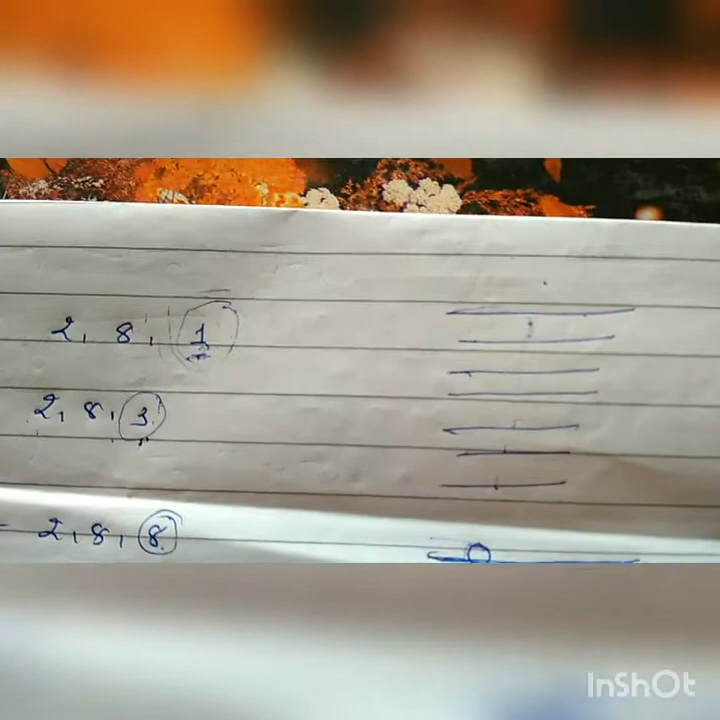 2, 8, 1
2, 8, 3
- 2, 8, 8
InShOt